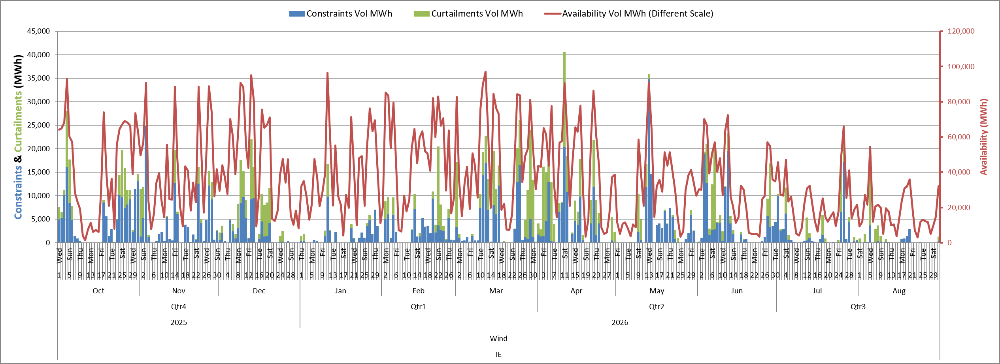 Constraints Vol MWh Curtailments Vol MWh Availability Vol MWh (Different Scale)
Constraints & Curtailments (MWh)
45,000
40,000
35,000
30,000
25,000
20,000
15,000
10,000
5,000
0
120,000
100,000
80,000
60,000
40,000
20,000
0
Availability (MWh)
Wed Sun Thu Mon Fri Tue Sat Wed Sun Thu Mon Fri Tue Sat Wed Sun Thu Mon Fri Tue Sat Wed Sun Thu Mon Fri Tue Sat Wed Sun Thu Mon Fri Tue Sat Wed Sun Thu Mon Fri Tue Sat Wed Sun Thu Mon Fri Tue Sat Wed Sun Thu Mon Fri Tue Sat Wed Sun Thu Mon Fri Tue Sat Wed Sun Thu Mon Fri Tue Sat Wed Sun Thu Mon Fri Tue Sat Wed Sun Thu Mon Fri Tue Sat Wed Sun Thu Mon Fri Tue Sat
1 5 9 13 17 21 25 29 2 6 10 14 18 22 26 30 4 8 12 16 20 24 28 1 5 9 13 17 21 25 29 2 6 10 14 18 22 26 2 6 10 14 18 22 26 30 3 7 11 15 19 23 27 1 5 9 13 17 21 25 29 2 6 10 14 18 22 26 30 4 8 12 16 20 24 28 1 5 9 13 17 21 25 29
Oct Nov Dec Jan Feb Mar Apr May Jun Jul Aug
Qtr4 Qtr1 Qtr2 Qtr3
2025 2026
Wind
IE